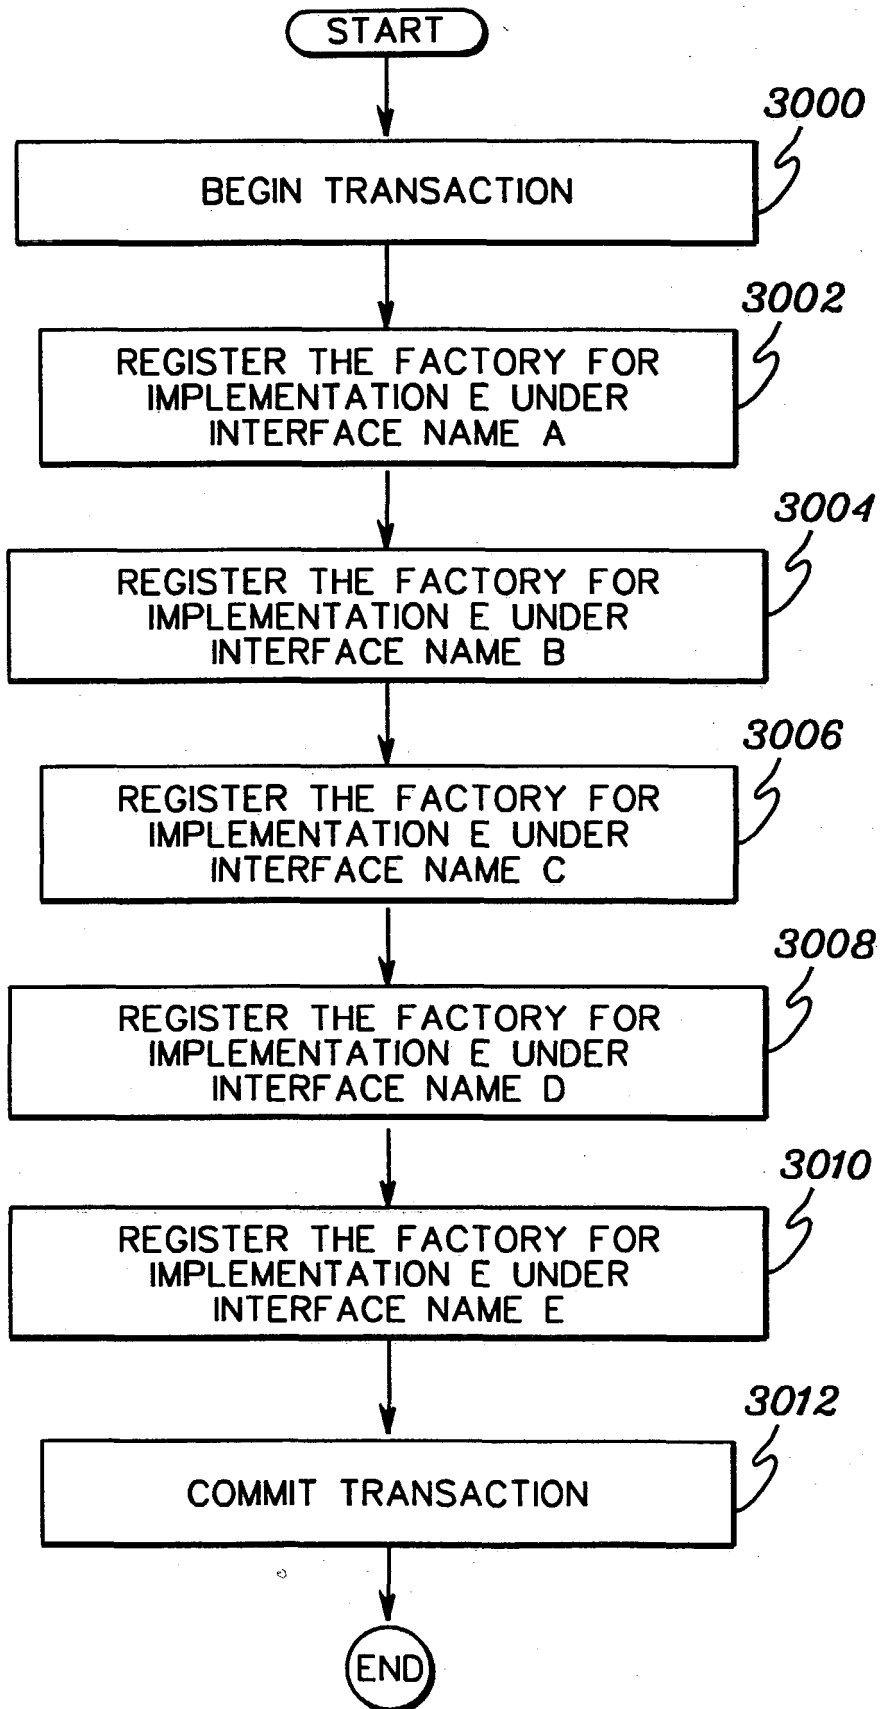 START
3000
BEGIN TRANSACTION
3002
REGISTER THE FACTORY FOR
IMPLEMENTATION E UNDER
INTERFACE NAME A
3004
REGISTER THE FACTORY FOR
IMPLEMENTATION E UNDER
INTERFACE NAME B
3006
REGISTER THE FACTORY FOR
IMPLEMENTATION E UNDER
INTERFACE NAME C
3008
REGISTER THE FACTORY FOR
IMPLEMENTATION E UNDER
INTERFACE NAME D
3010
REGISTER THE FACTORY FOR
IMPLEMENTATION E UNDER
INTERFACE NAME E
3012
COMMIT TRANSACTION
END